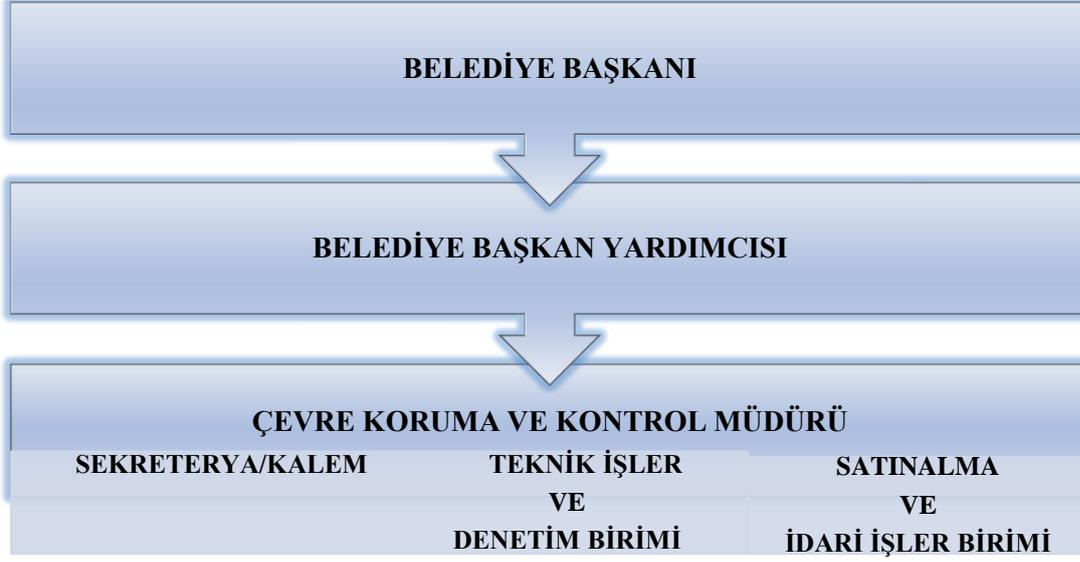 BELEDİYE BAŞKANI
BELEDİYE BAŞKAN YARDIMCISI
ÇEVRE KORUMA VE KONTROL MÜDÜRÜ
SEKRETERYA/KALEM
TEKNİK İŞLER
VE
DENETİM BİRİMİ
SATINALMA
VE
İDARİ İŞLER BİRİMİ